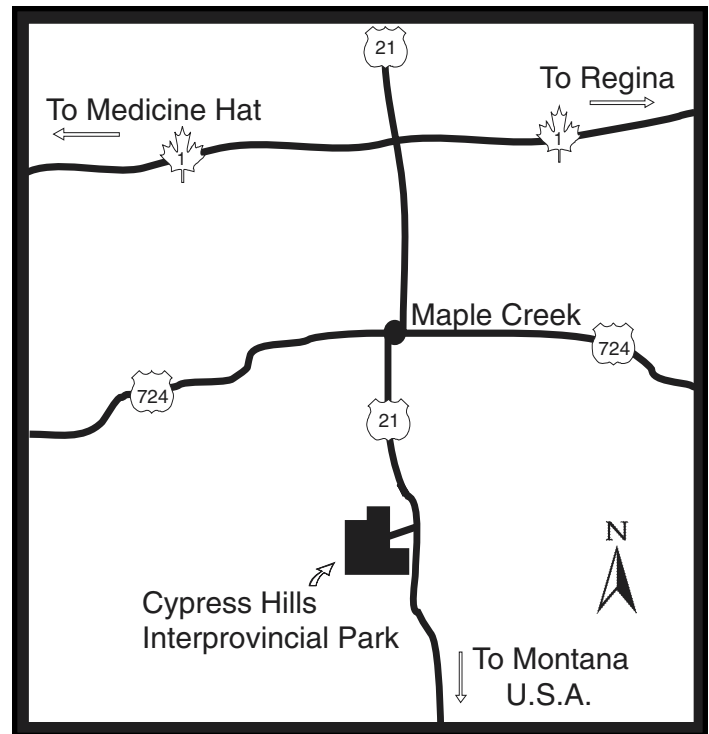 21
To Regina
To Medicine Hat
1
1
Maple Creek
724
724
21
N
Cypress Hills
Interprovincial Park
To Montana
U.S.A.